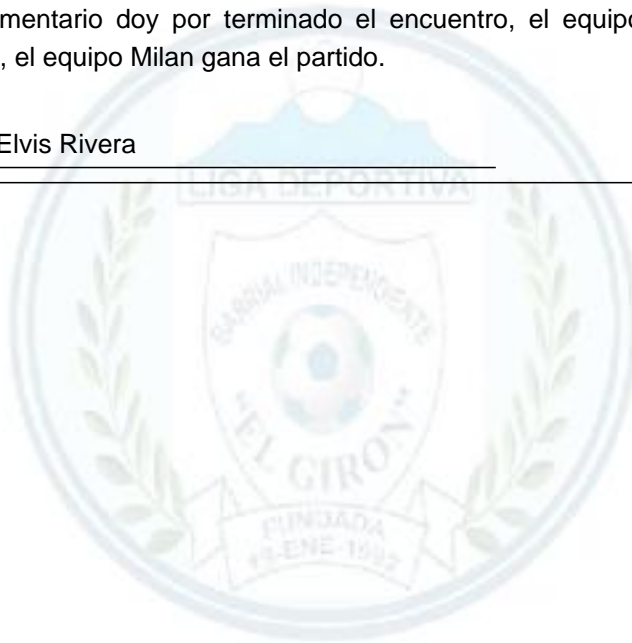 mentario doy por terminado el encuentro, el equipo
, el equipo Milan gana el partido.
Elvis Rivera
LIGA DEPORTIVA
BARRIAL INDEPENDIENTE
"EL GIRON"
FUNDADA
-ENE-